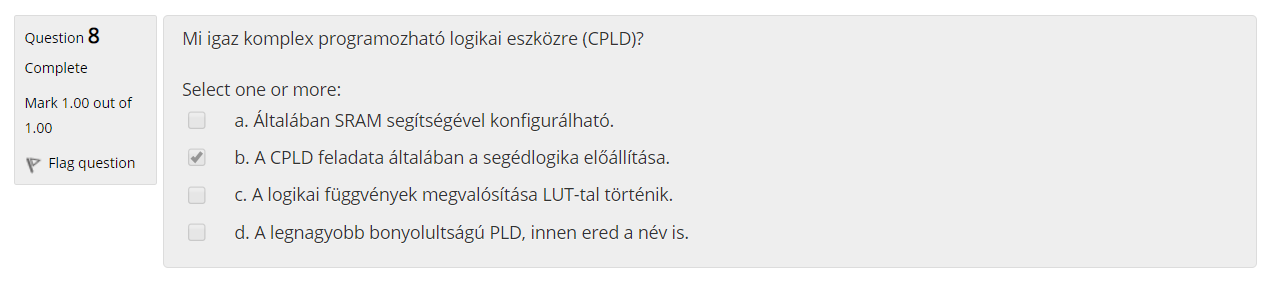 Question 8
Complete
Mark 1.00 out of
1.00
Flag question
Mi igaz komplex programozható logikai eszközre (CPLD)?
Select one or more:
a. Általában SRAM segítségével konfigurálható.
b. A CPLD feladata általában a segédlogika előállítása.
c. A logikai függvények megvalósítása LUT-tal történik.
d. A legnagyobb bonyolultságú PLD, innen ered a név is.